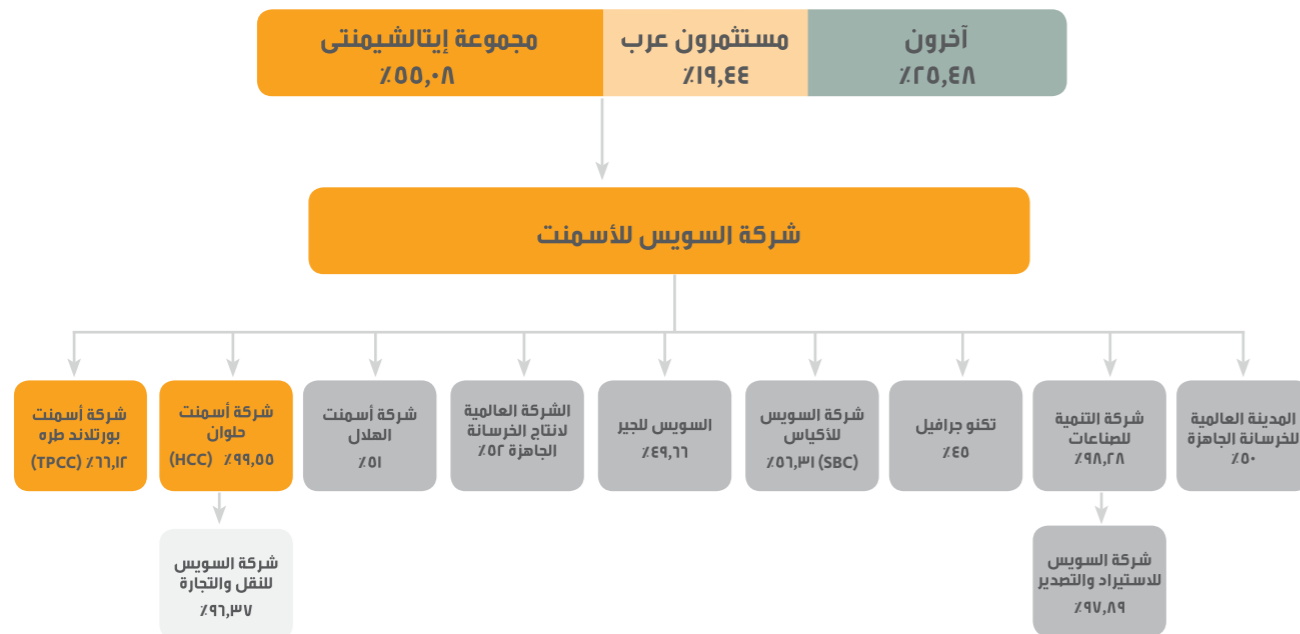 آخرون
٪٢٥,٤٨
مستثمرون عرب
٪١٩,٤٤
مجموعة إيتالشيمنتى
٪٥٥,٠٨
شركة السويس للأسمنت
المدينة العالمية
للخرسانة الجاهزة
٪٥٠
شركة التنمية
للصناعات
٪٩٨,٢٨
تكنو جرافيل
٪٤٥
شركة السويس
للأكياس
٪٥٦,٣١ (SBC)
السويس للجير
٪٤٩,٦٦
الشركة العالمية
لانتاج الخرسانة
الجاهزة ٥٢٪
شركة أسمنت
الهلال
٪٥١
شركة أسمنت
حلوان
٩٩,٥٥٪ (HCC)
شركة أسمنت
بورتلاند طره
٦٦,١٢٪ (TPCC)
شركة السويس
للاستيراد والتصدير
٪٩٧,٨٩
شركة السويس
للنقل والتجارة
٪٩٦,٣٧